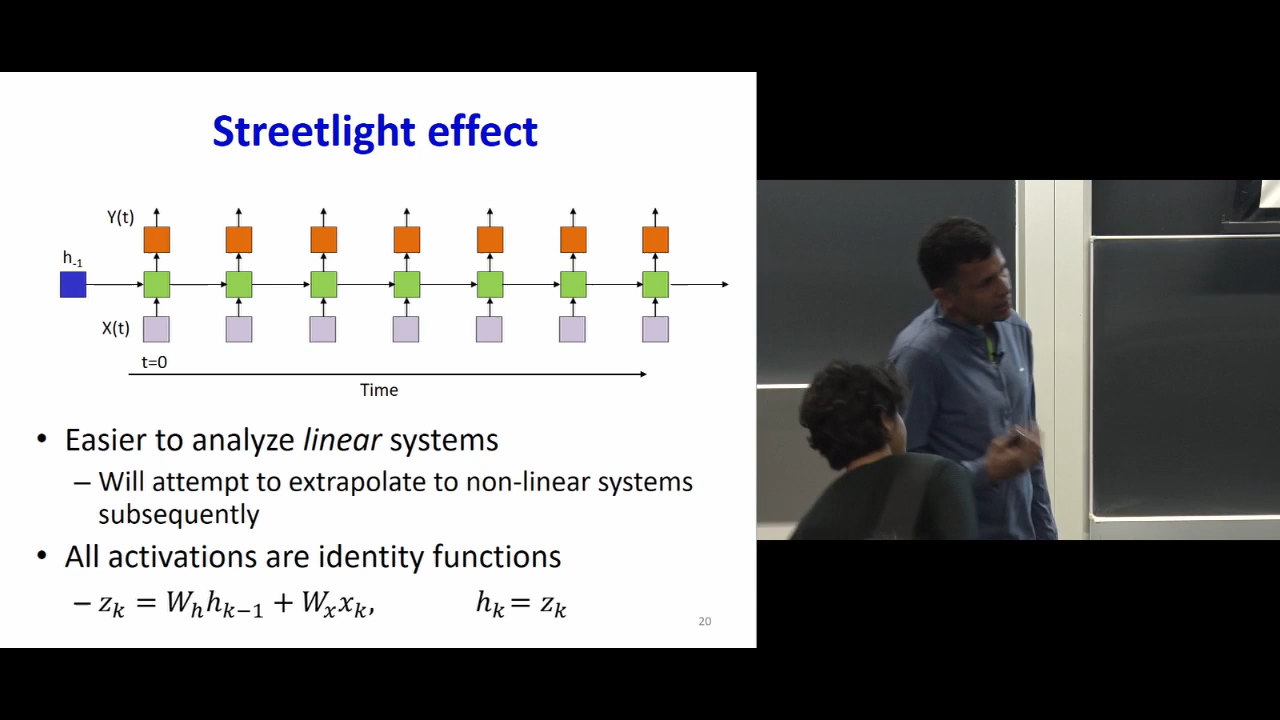 Streetlight effect
Y(t)
h-1
X(t)
t=0
Time
• Easier to analyze linear systems
– Will attempt to extrapolate to non-linear systems
subsequently
• All activations are identity functions
– z_k = W_h h_{k−1} + W_x x_k, h_k = z_k
20